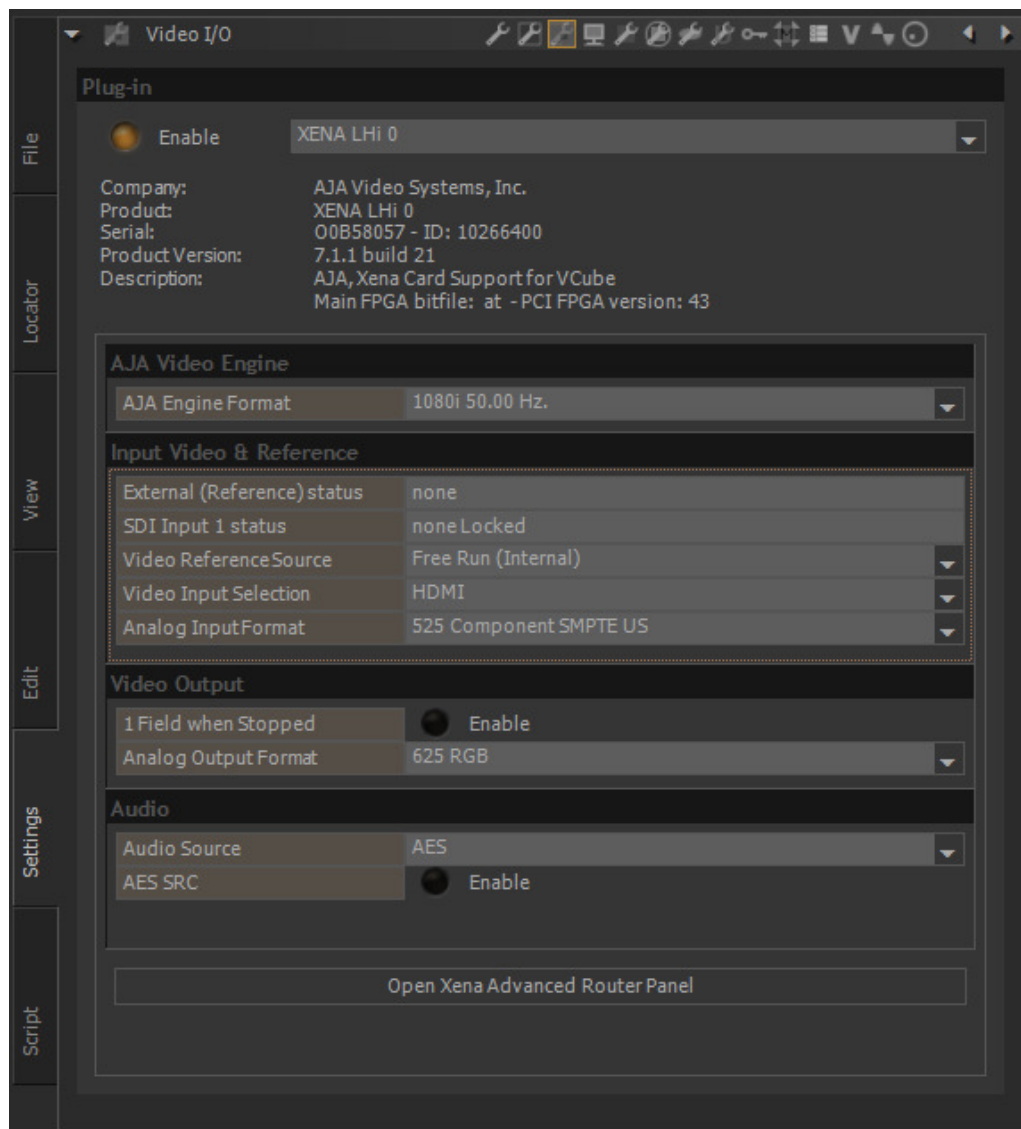 Video I/O
V
Plug-in
Enable
XENA LHi 0
Company: AJA Video Systems, Inc.
Product: XENA LHi 0
Serial: O0B58057 - ID: 10266400
Product Version: 7.1.1 build 21
Description: AJA, Xena Card Support for VCube
Main FPGA bitfile: at - PCI FPGA version: 43
AJA Video Engine
AJA Engine Format 1080i 50.00 Hz.
Input Video & Reference
External (Reference) status none
SDI Input 1 status none Locked
Video Reference Source Free Run (Internal)
Video Input Selection HDMI
Analog Input Format 525 Component SMPTE US
Video Output
1 Field when Stopped Enable
Analog Output Format 625 RGB
Audio
Audio Source AES
AES SRC Enable
Open Xena Advanced Router Panel
File
Locator
View
Edit
Settings
Script